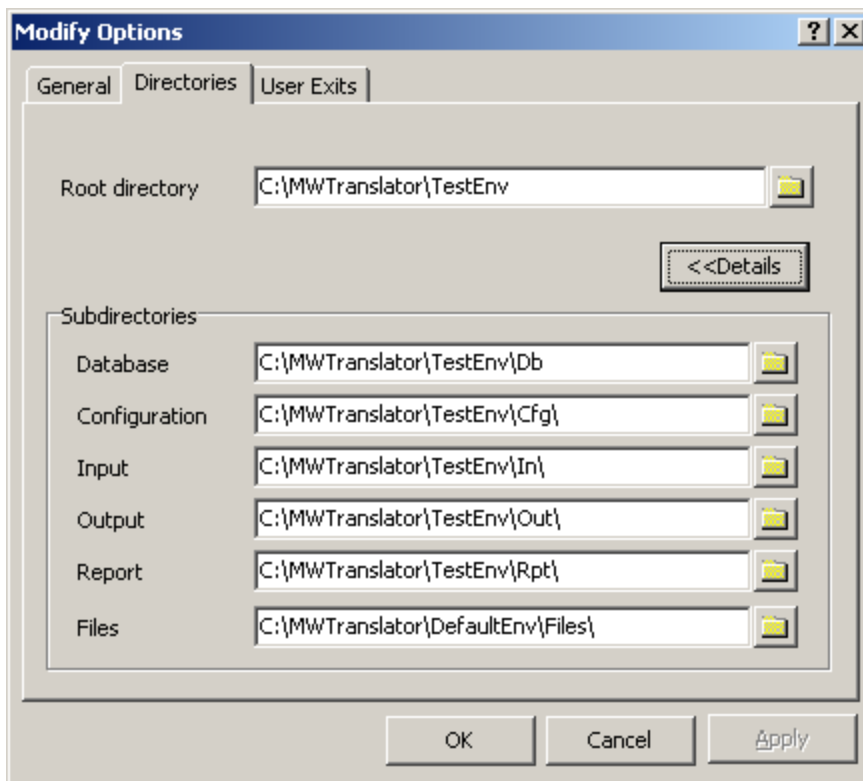 Modify Options
General Directories User Exits
Root directory C:\MWTranslator\TestEnv
<<Details
Subdirectories
Database C:\MWTranslator\TestEnv\Db
Configuration C:\MWTranslator\TestEnv\Cfg\
Input C:\MWTranslator\TestEnv\In\
Output C:\MWTranslator\TestEnv\Out\
Report C:\MWTranslator\TestEnv\Rpt\
Files C:\MWTranslator\DefaultEnv\Files\
OK Cancel Apply